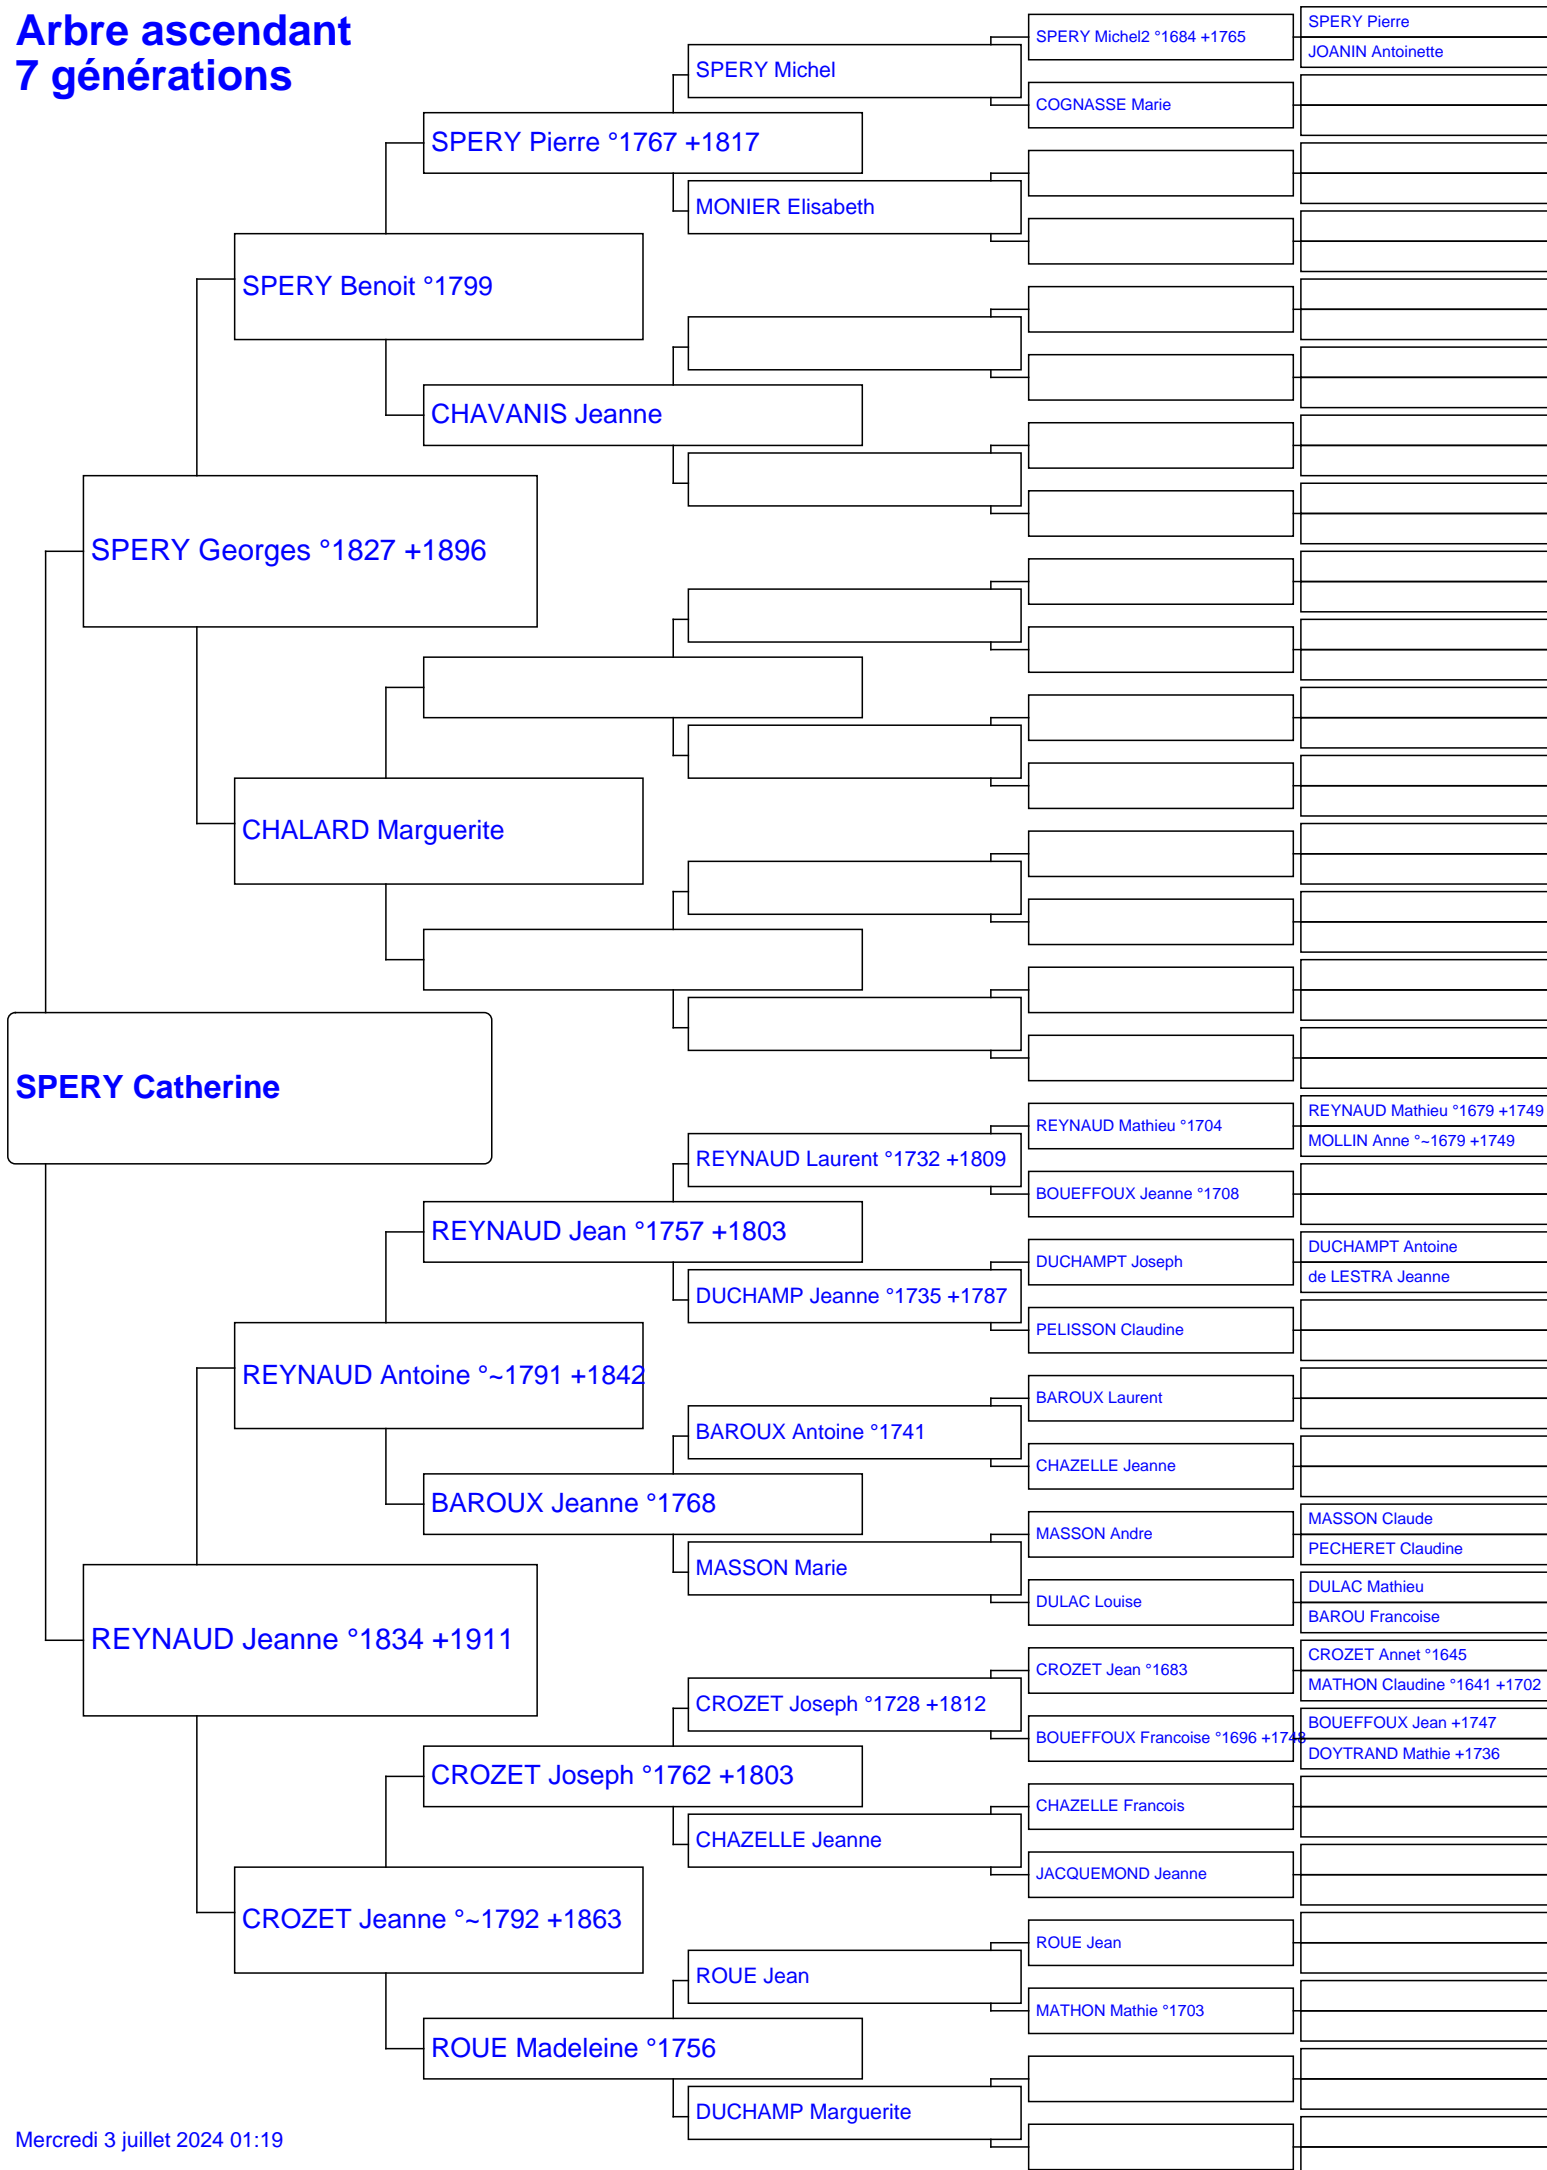 Arbre ascendant
7 générations
SPERY Catherine
SPERY Georges °1827 +1896
REYNAUD Jeanne °1834 +1911
SPERY Benoit °1799
CHALARD Marguerite
REYNAUD Antoine °~1791 +1842
CROZET Jeanne °~1792 +1863
SPERY Pierre °1767 +1817
CHAVANIS Jeanne
REYNAUD Jean °1757 +1803
BAROUX Jeanne °1768
CROZET Joseph °1762 +1803
ROUE Madeleine °1756
SPERY Michel
MONIER Elisabeth
REYNAUD Laurent °1732 +1809
DUCHAMP Jeanne °1735 +1787
BAROUX Antoine °1741
MASSON Marie
CROZET Joseph °1728 +1812
CHAZELLE Jeanne
ROUE Jean
DUCHAMP Marguerite
SPERY Michel2 °1684 +1765
COGNASSE Marie
REYNAUD Mathieu °1704
BOUEFFOUX Jeanne °1708
DUCHAMPT Joseph
PELISSON Claudine
BAROUX Laurent
CHAZELLE Jeanne
MASSON Andre
DULAC Louise
CROZET Jean °1683
BOUEFFOUX Francoise °1696 +1748
CHAZELLE Francois
JACQUEMOND Jeanne
ROUE Jean
MATHON Mathie °1703
SPERY Pierre
JOANIN Antoinette
REYNAUD Mathieu °1679 +1749
MOLLIN Anne °~1679 +1749
DUCHAMPT Antoine
de LESTRA Jeanne
MASSON Claude
PECHERET Claudine
DULAC Mathieu
BAROU Francoise
CROZET Annet °1645
MATHON Claudine °1641 +1702
BOUEFFOUX Jean +1747
DOYTRAND Mathie +1736
Mercredi 3 juillet 2024 01:19